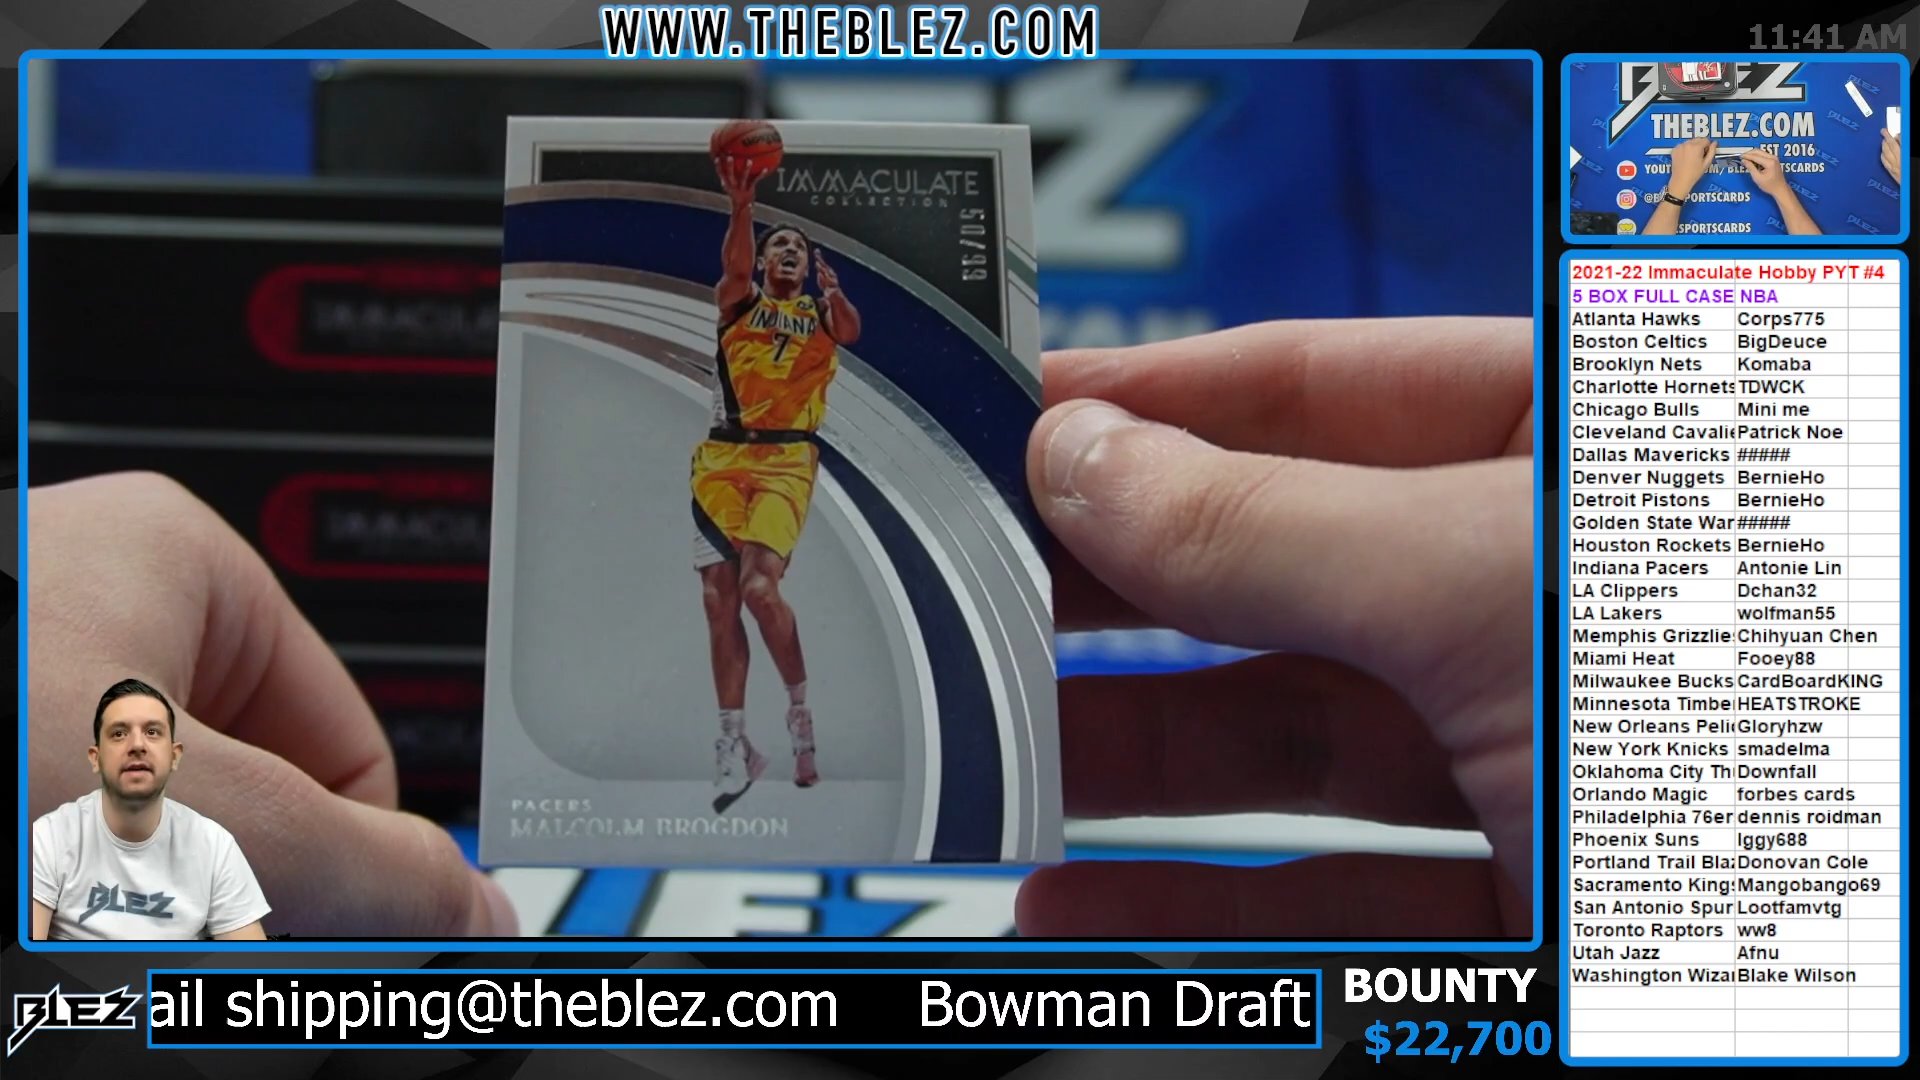 WWW.THEBLEZ.COM
11:41 AM
IMMACULATE
COLLECTION
50/99
INDIANA
7
PACERS
MALCOLM BROGDON
BLEZ
THEBLEZ.COM
EST 2016
2021-22 Immaculate Hobby PYT #4
5 BOX FULL CASE NBA
Atlanta Hawks Corps775
Boston Celtics BigDeuce
Brooklyn Nets Komaba
Charlotte Hornets TDWCK
Chicago Bulls Mini me
Cleveland Cavalie Patrick Noe
Dallas Mavericks #####
Denver Nuggets BernieHo
Detroit Pistons BernieHo
Golden State War #####
Houston Rockets BernieHo
Indiana Pacers Antonie Lin
LA Clippers Dchan32
LA Lakers wolfman55
Memphis Grizzlies Chihyuan Chen
Miami Heat Fooey88
Milwaukee Bucks CardBoardKING
Minnesota Timbe HEATSTROKE
New Orleans Peli Gloryhzw
New York Knicks smadelma
Oklahoma City Th Downfall
Orlando Magic forbes cards
Philadelphia 76er dennis roidman
Phoenix Suns Iggy688
Portland Trail Blaz Donovan Cole
Sacramento Kings Mangobango69
San Antonio Spur Lootfamvtg
Toronto Raptors ww8
Utah Jazz Afnu
Washington Wizar Blake Wilson
BLEZ
BLEZ
ail shipping@theblez.com Bowman Draft
BOUNTY
$22,700